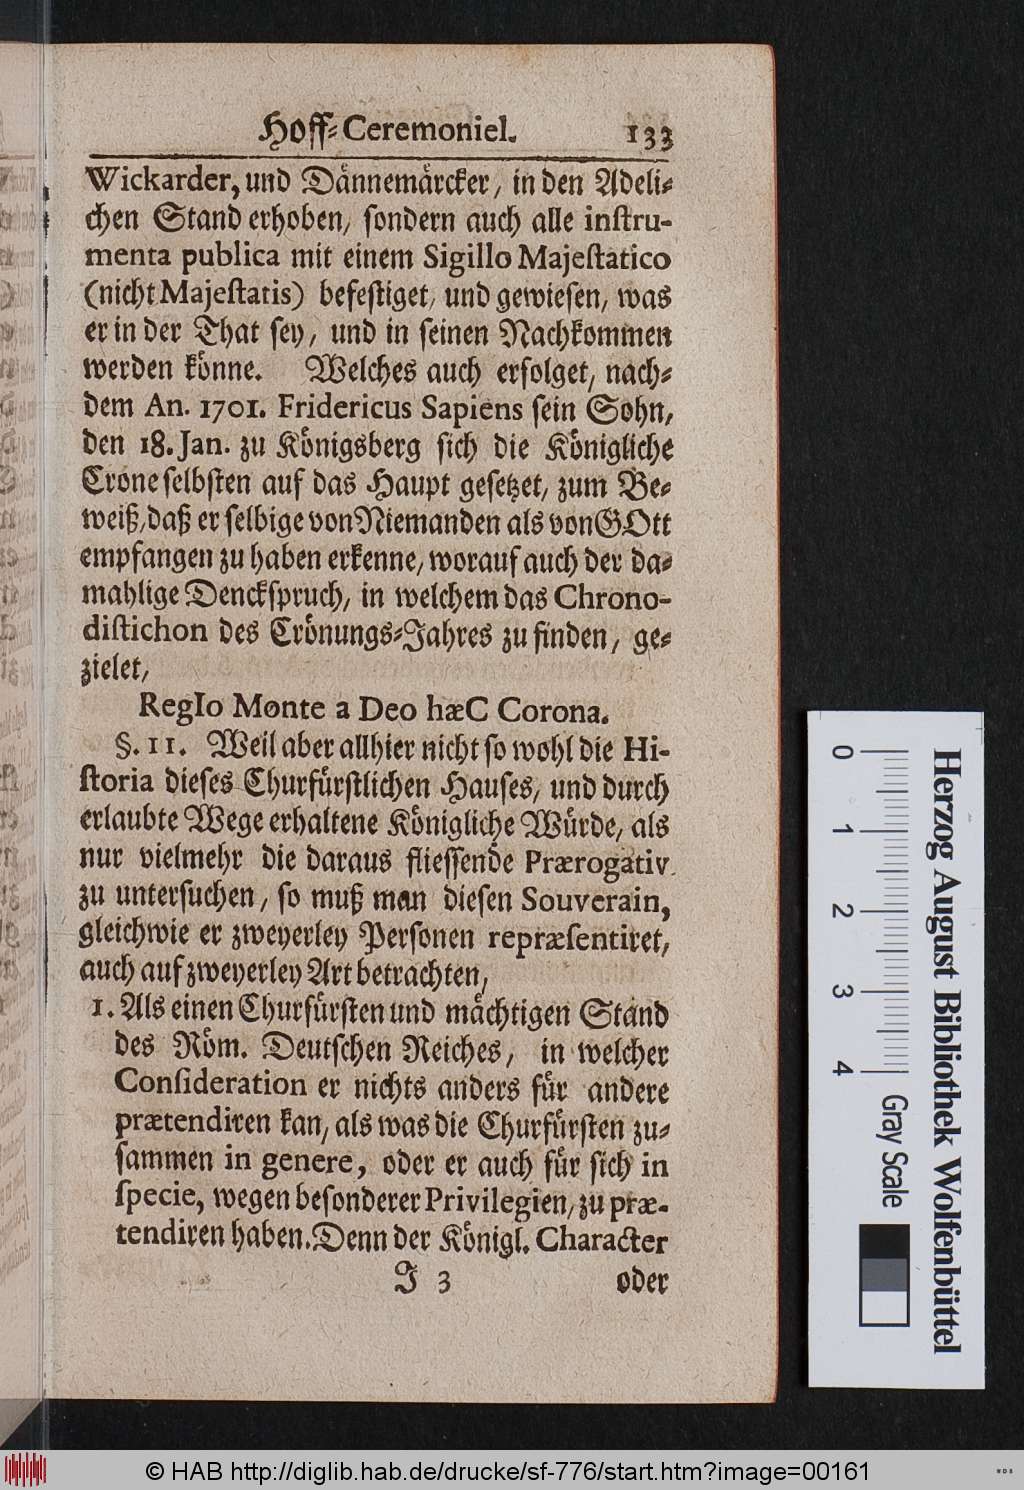 Hoff-Ceremoniel. 133
Wickarder, und Dännemärcker, in den Adeli-
chen Stand erhoben, sondern auch alle instru-
menta publica mit einem Sigillo Majestatico
(nicht Majestatis) befestiget, und gewiesen, was
er in der That sey, und in seinen Nachkommen
werden könne. Welches auch erfolget, nach-
dem An. 1701. Fridericus Sapiens sein Sohn,
den 18. Jan. zu Königsberg sich die Königliche
Crone selbsten auf das Haupt gesetzet, zum Be-
weiß, daß er selbige von Niemanden als von GOtt
empfangen zu haben erkenne, worauf auch der da-
mahlige Denckspruch, in welchem das Chrono-
distichon des Crönungs-Jahres zu finden, ge-
zielet,
RegIo Monte a Deo hæC Corona.
§. 11. Weil aber allhier nicht so wohl die Hi-
storia dieses Churfürstlichen Hauses, und durch
erlaubte Wege erhaltene Königliche Würde, als
nur vielmehr die daraus fliessende Prærogativ
zu untersuchen, so muß man diesen Souverain,
gleichwie er zweyerley Personen repræsentiret,
auch auf zweyerley Art betrachten,
1. Als einen Churfürsten und mächtigen Stand
des Röm. Deutschen Reiches, in welcher
Consideration er nichts anders für andere
prætendiren kan, als was die Churfürsten zu-
sammen in genere, oder er auch für sich in
specie, wegen besonderer Privilegien, zu præ-
tendiren haben. Denn der Königl. Character
J 3 oder
0 1 2 3 4 Gray Scale
Herzog August Bibliothek Wolfenbüttel
© HAB http://diglib.hab.de/drucke/sf-776/start.htm?image=00161